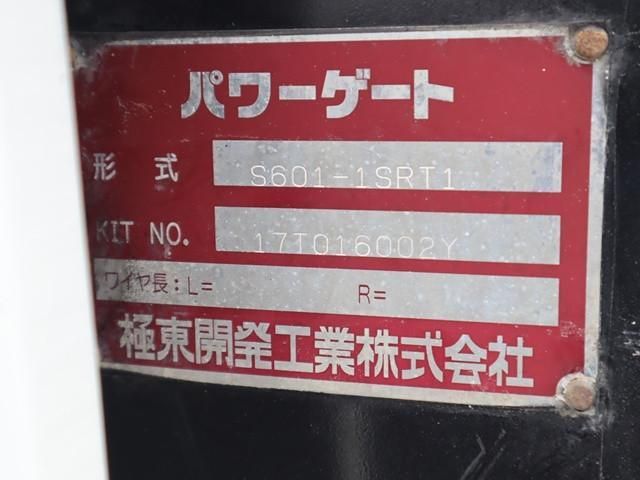 パワーゲート
形式 S601-1SRT1
KIT NO. 17T016002Y
ワイヤ長:L= R=
極東開発工業株式会社